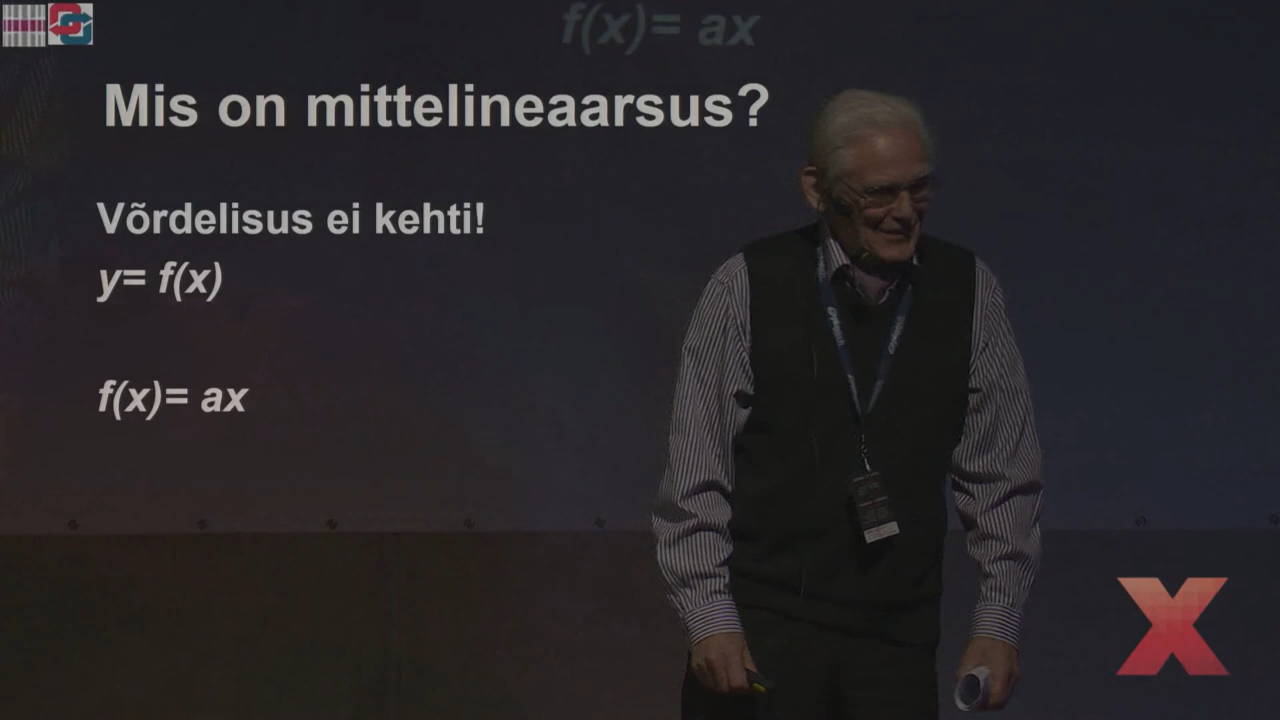 f(x)= ax
Mis on mittelineaarsus?
Võrdelisus ei kehti!
y= f(x)
f(x)= ax
X